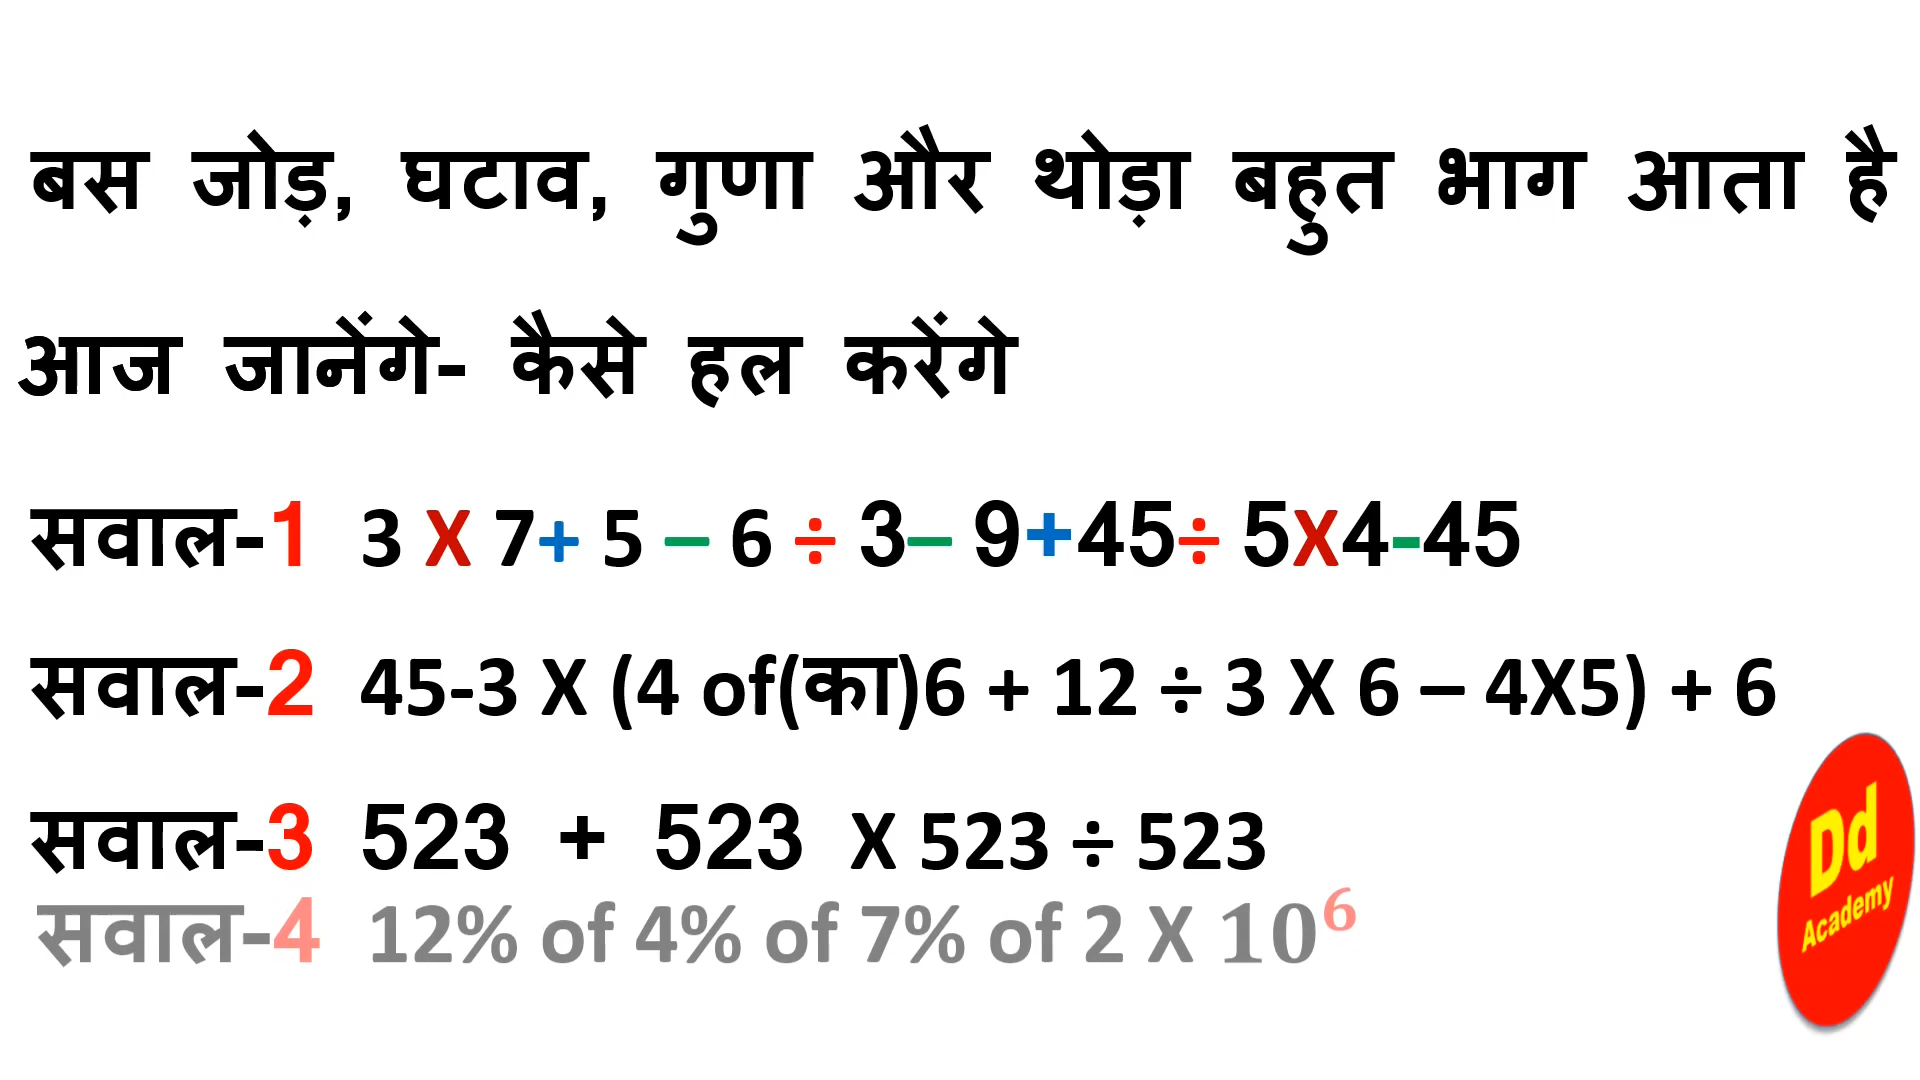 बस जोड़, घटाव, गुणा और थोड़ा बहुत भाग आता है
आज जानेंगे- कैसे हल करेंगे
सवाल-1 3 X 7+ 5 – 6 ÷ 3– 9+45÷ 5X4-45
सवाल-2 45-3 X (4 of(का)6 + 12 ÷ 3 X 6 – 4X5) + 6
सवाल-3 523 + 523 X 523 ÷ 523
सवाल-4 12% of 4% of 7% of 2 X 10⁶
Dd
Academy